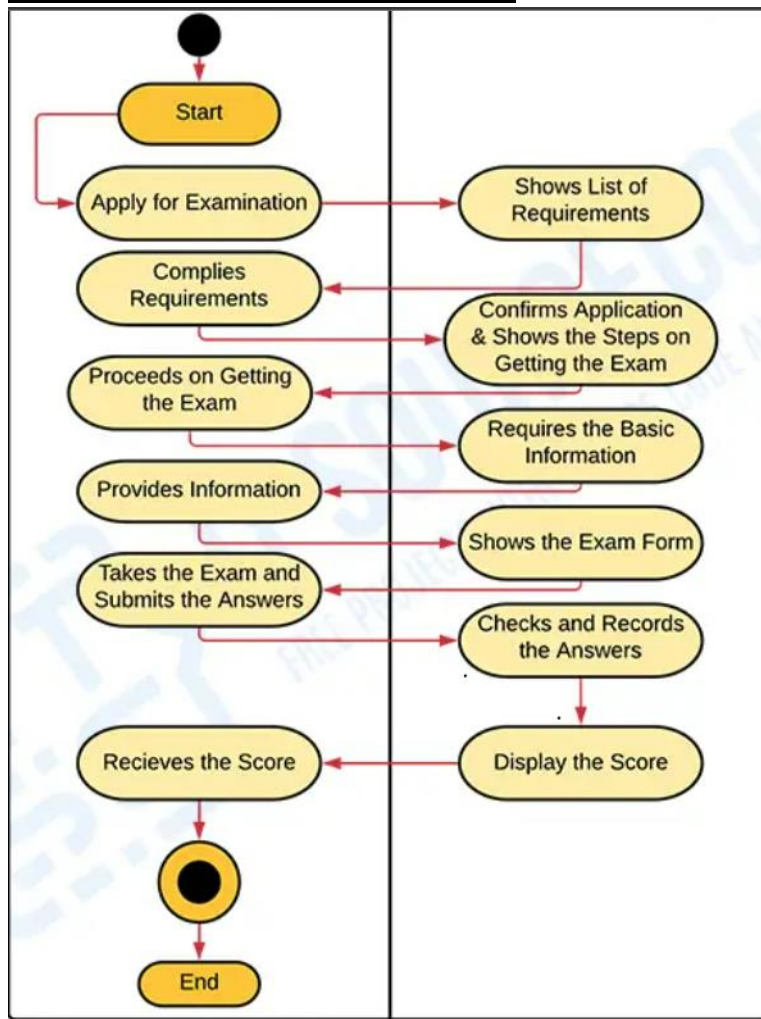 Start
Apply for Examination
Shows List of
Requirements
Complies
Requirements
Confirms Application
& Shows the Steps on
Getting the Exam
Proceeds on Getting
the Exam
Requires the Basic
Information
Provides Information
Shows the Exam Form
Takes the Exam and
Submits the Answers
Checks and Records
the Answers
Display the Score
Recieves the Score
End